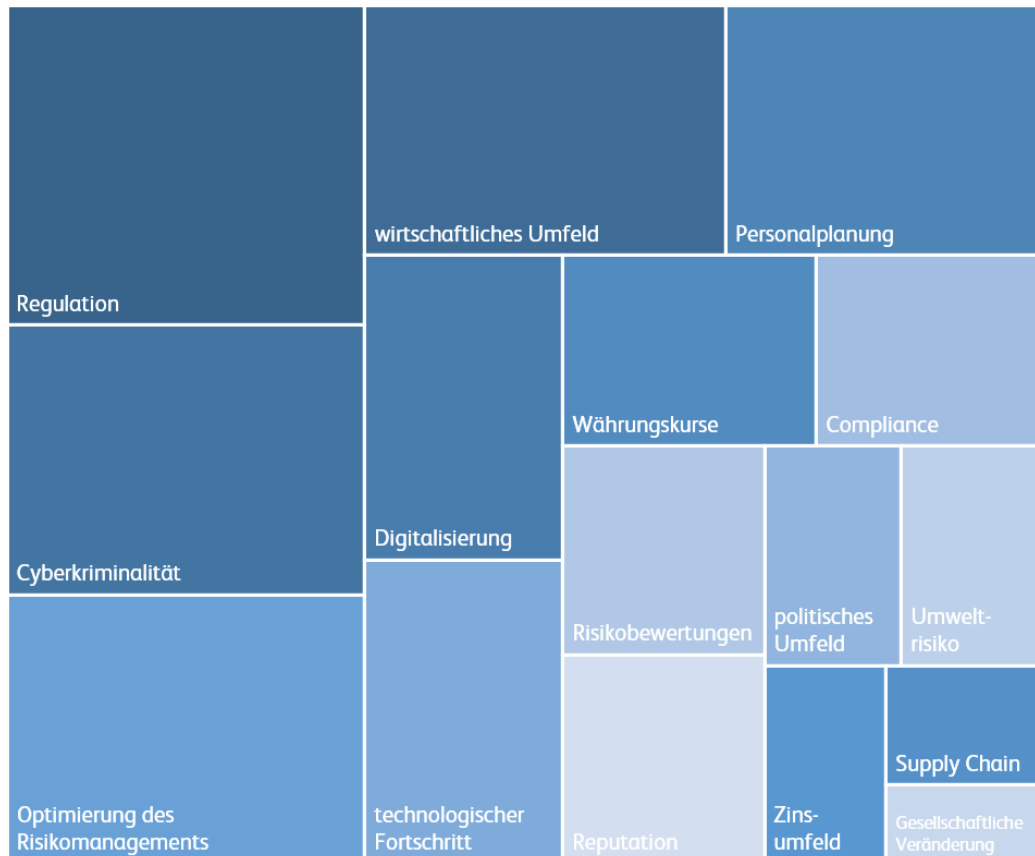 Regulation
wirtschaftliches Umfeld
Personalplanung
Cyberkriminalität
Digitalisierung
Währungskurse
Compliance
Optimierung des
Risikomanagements
technologischer
Fortschritt
Risikobewertungen
Reputation
politisches
Umfeld
Umwelt-
risiko
Zins-
umfeld
Supply Chain
Gesellschaftliche
Veränderung